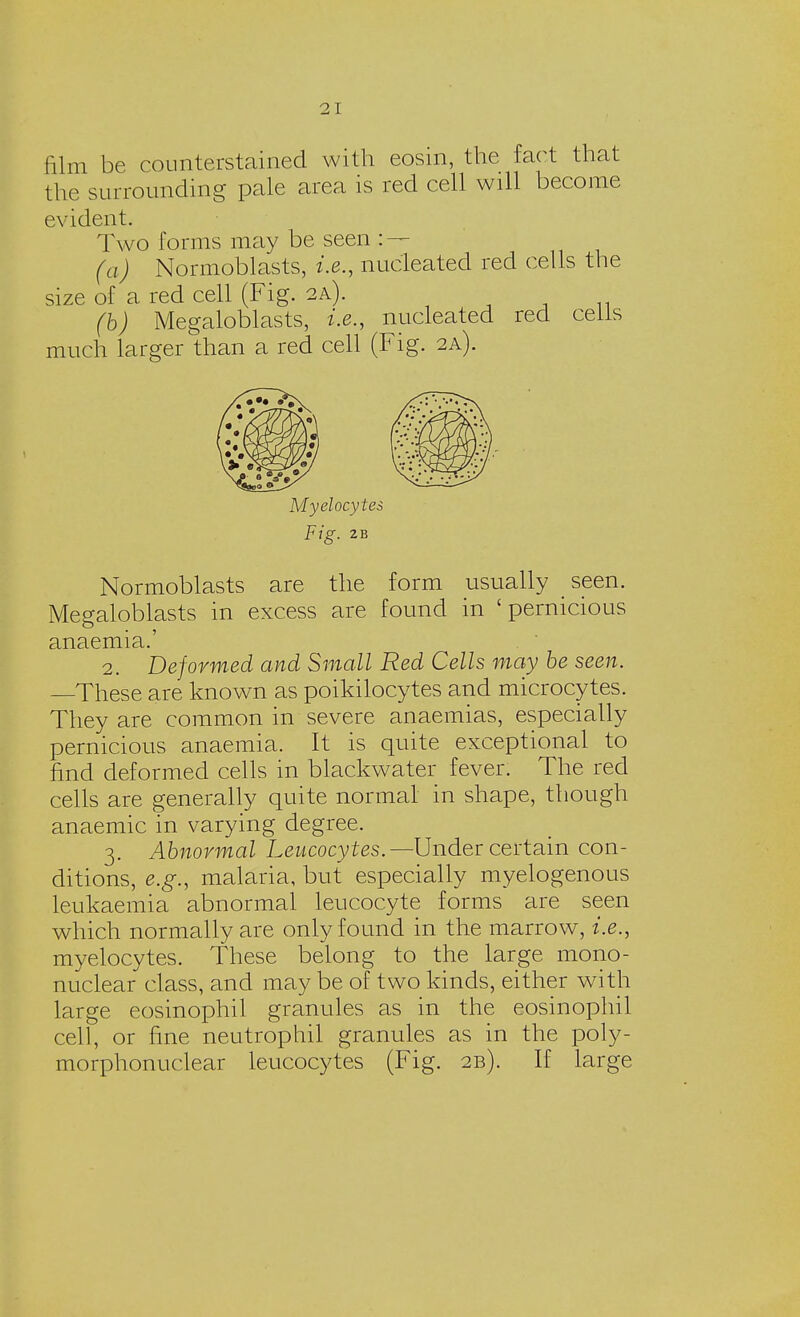 21
film be counterstained with eosin, the fact that
the surrounding pale area is red cell will become
evident.
Two forms may be seen :—
(a) Normoblasts, i.e., nucleated red cells the
size of a red cell (Fig. 2A).
(b) Megaloblasts, i.e., nucleated red cells
much larger than a red cell (Fig. 2A).
Myelocytes
Fig. 2B
Normoblasts are the form usually seen.
Megaloblasts in excess are found in ‘ pernicious
anaemia.’
2. Deformed and Small Red Cells may be seen.
—These are known as poikilocytes and microcytes.
They are common in severe anaemias, especially
pernicious anaemia. It is quite exceptional to
find deformed cells in blackwater fever. The red
cells are generally quite normal in shape, though
anaemic in varying degree.
3. Abnormal Leucocytes.—Under certain con-
ditions, e.g., malaria, but especially myelogenous
leukaemia abnormal leucocyte forms are seen
which normally are only found in the marrow, i.e.,
myelocytes. These belong to the large mono-
nuclear class, and may be of two kinds, either with
large eosinophil granules as in the eosinophil
cell, or fine neutrophil granules as in the poly-
morphonuclear leucocytes (Fig. 2B). If large